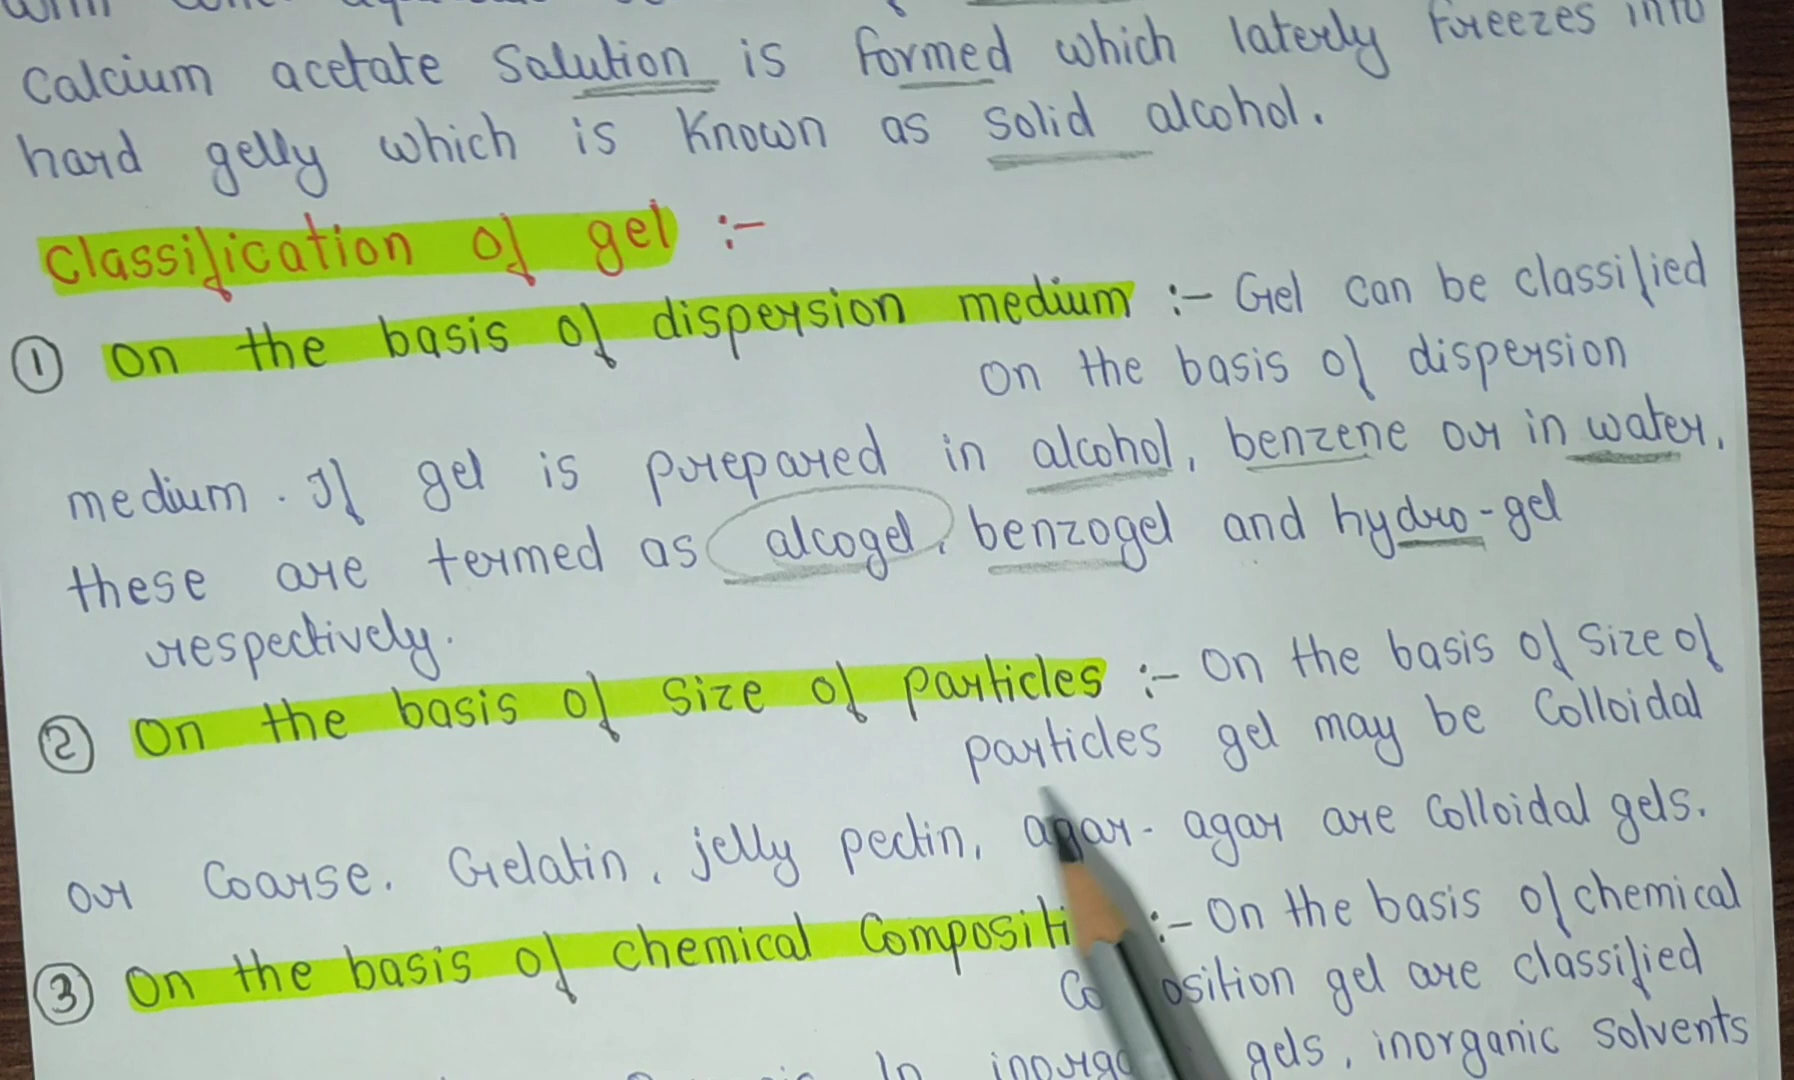 Calcium acetate Solution is formed which laterly freezes into
hard gelly which is Known as Solid alcohol.
Classification of gel :-
① On the basis of dispersion medium :- Gel can be classified
on the basis of dispersion
medium. If gel is prepared in alcohol, benzene or in water,
these are termed as alcogel, benzogel and hydro-gel
respectively.
② On the basis of Size of particles :- On the basis of Size of
particles gel may be Colloidal
or Coarse. Gelatin, jelly pectin, agar-agar are Colloidal gels.
③ On the basis of chemical :- On the basis of chemical
gel are classified
In gels, inorganic Solvents